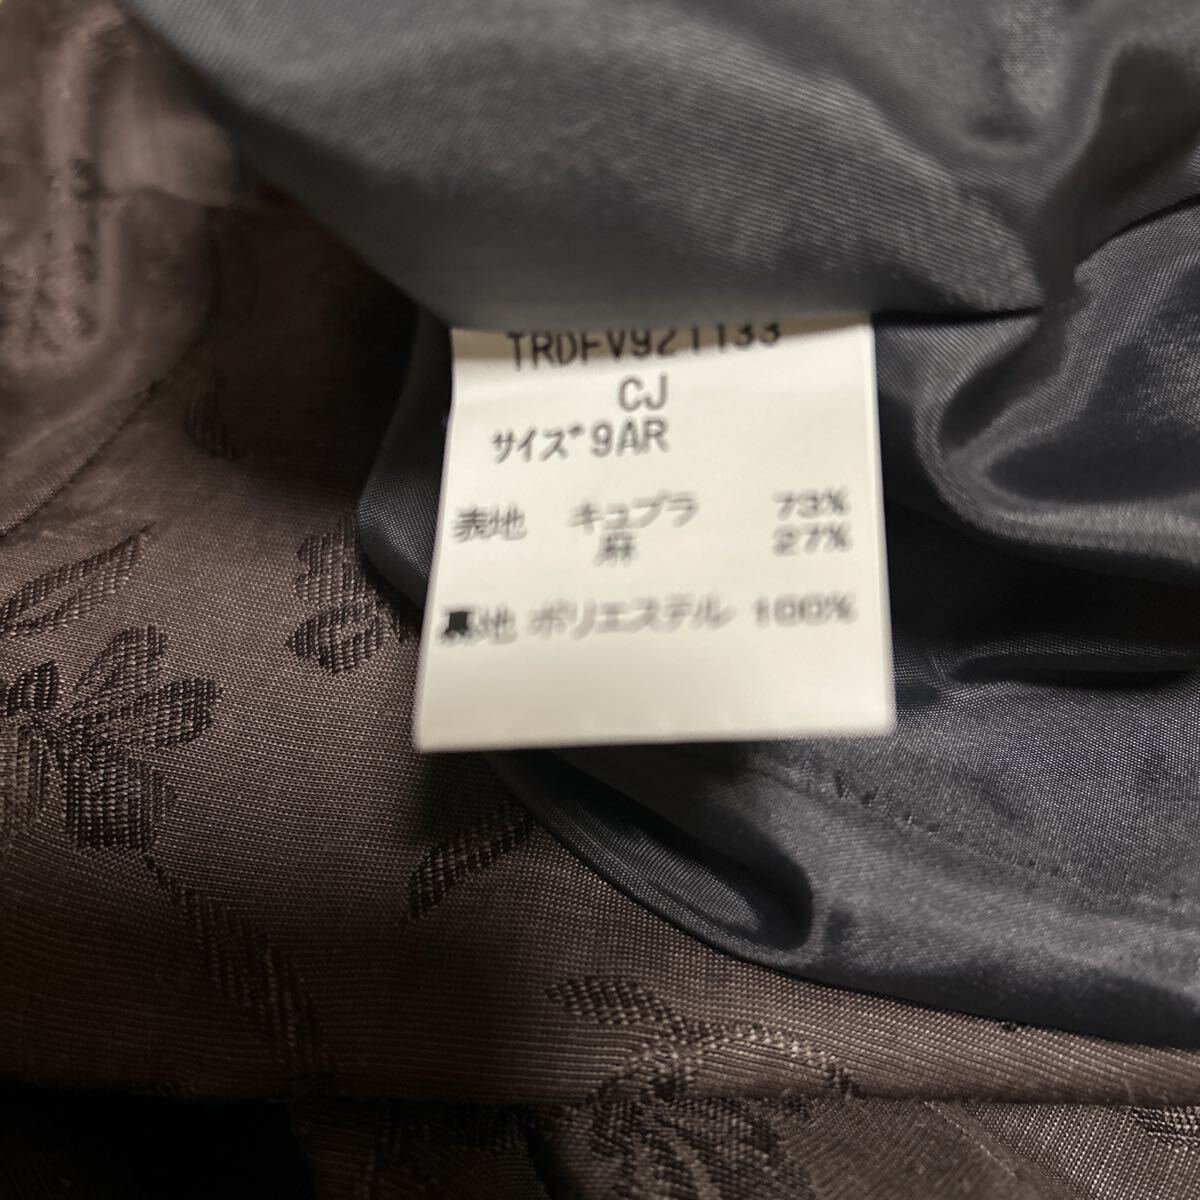 TRDFV921133
CJ
サイズ*9AR
表地 キュプラ 73%
麻 27%
裏地 ポリエステル 100%